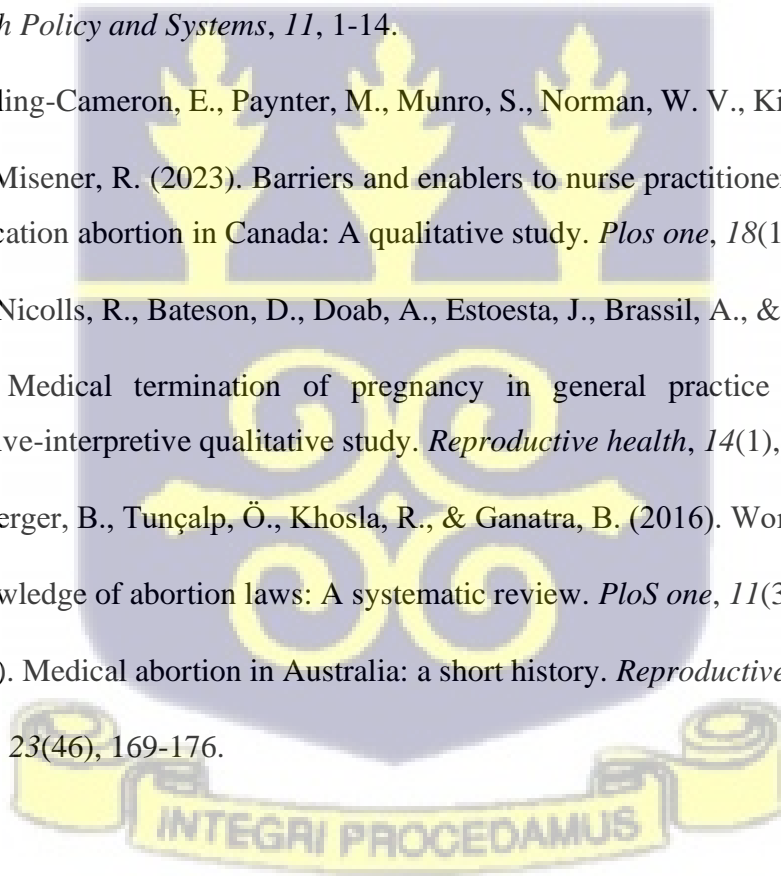 h Policy and Systems, 11, 1-14.
ling-Cameron, E., Paynter, M., Munro, S., Norman, W. V., Ki
Misener, R. (2023). Barriers and enablers to nurse practitioner
cation abortion in Canada: A qualitative study. Plos one, 18(1
Nicolls, R., Bateson, D., Doab, A., Estoesta, J., Brassil, A., &
Medical termination of pregnancy in general practice
ive-interpretive qualitative study. Reproductive health, 14(1),
erger, B., Tunçalp, Ö., Khosla, R., & Ganatra, B. (2016). Wor
wledge of abortion laws: A systematic review. PloS one, 11(3
). Medical abortion in Australia: a short history. Reproductive
23(46), 169-176.
INTEGRI PROCEDAMUS